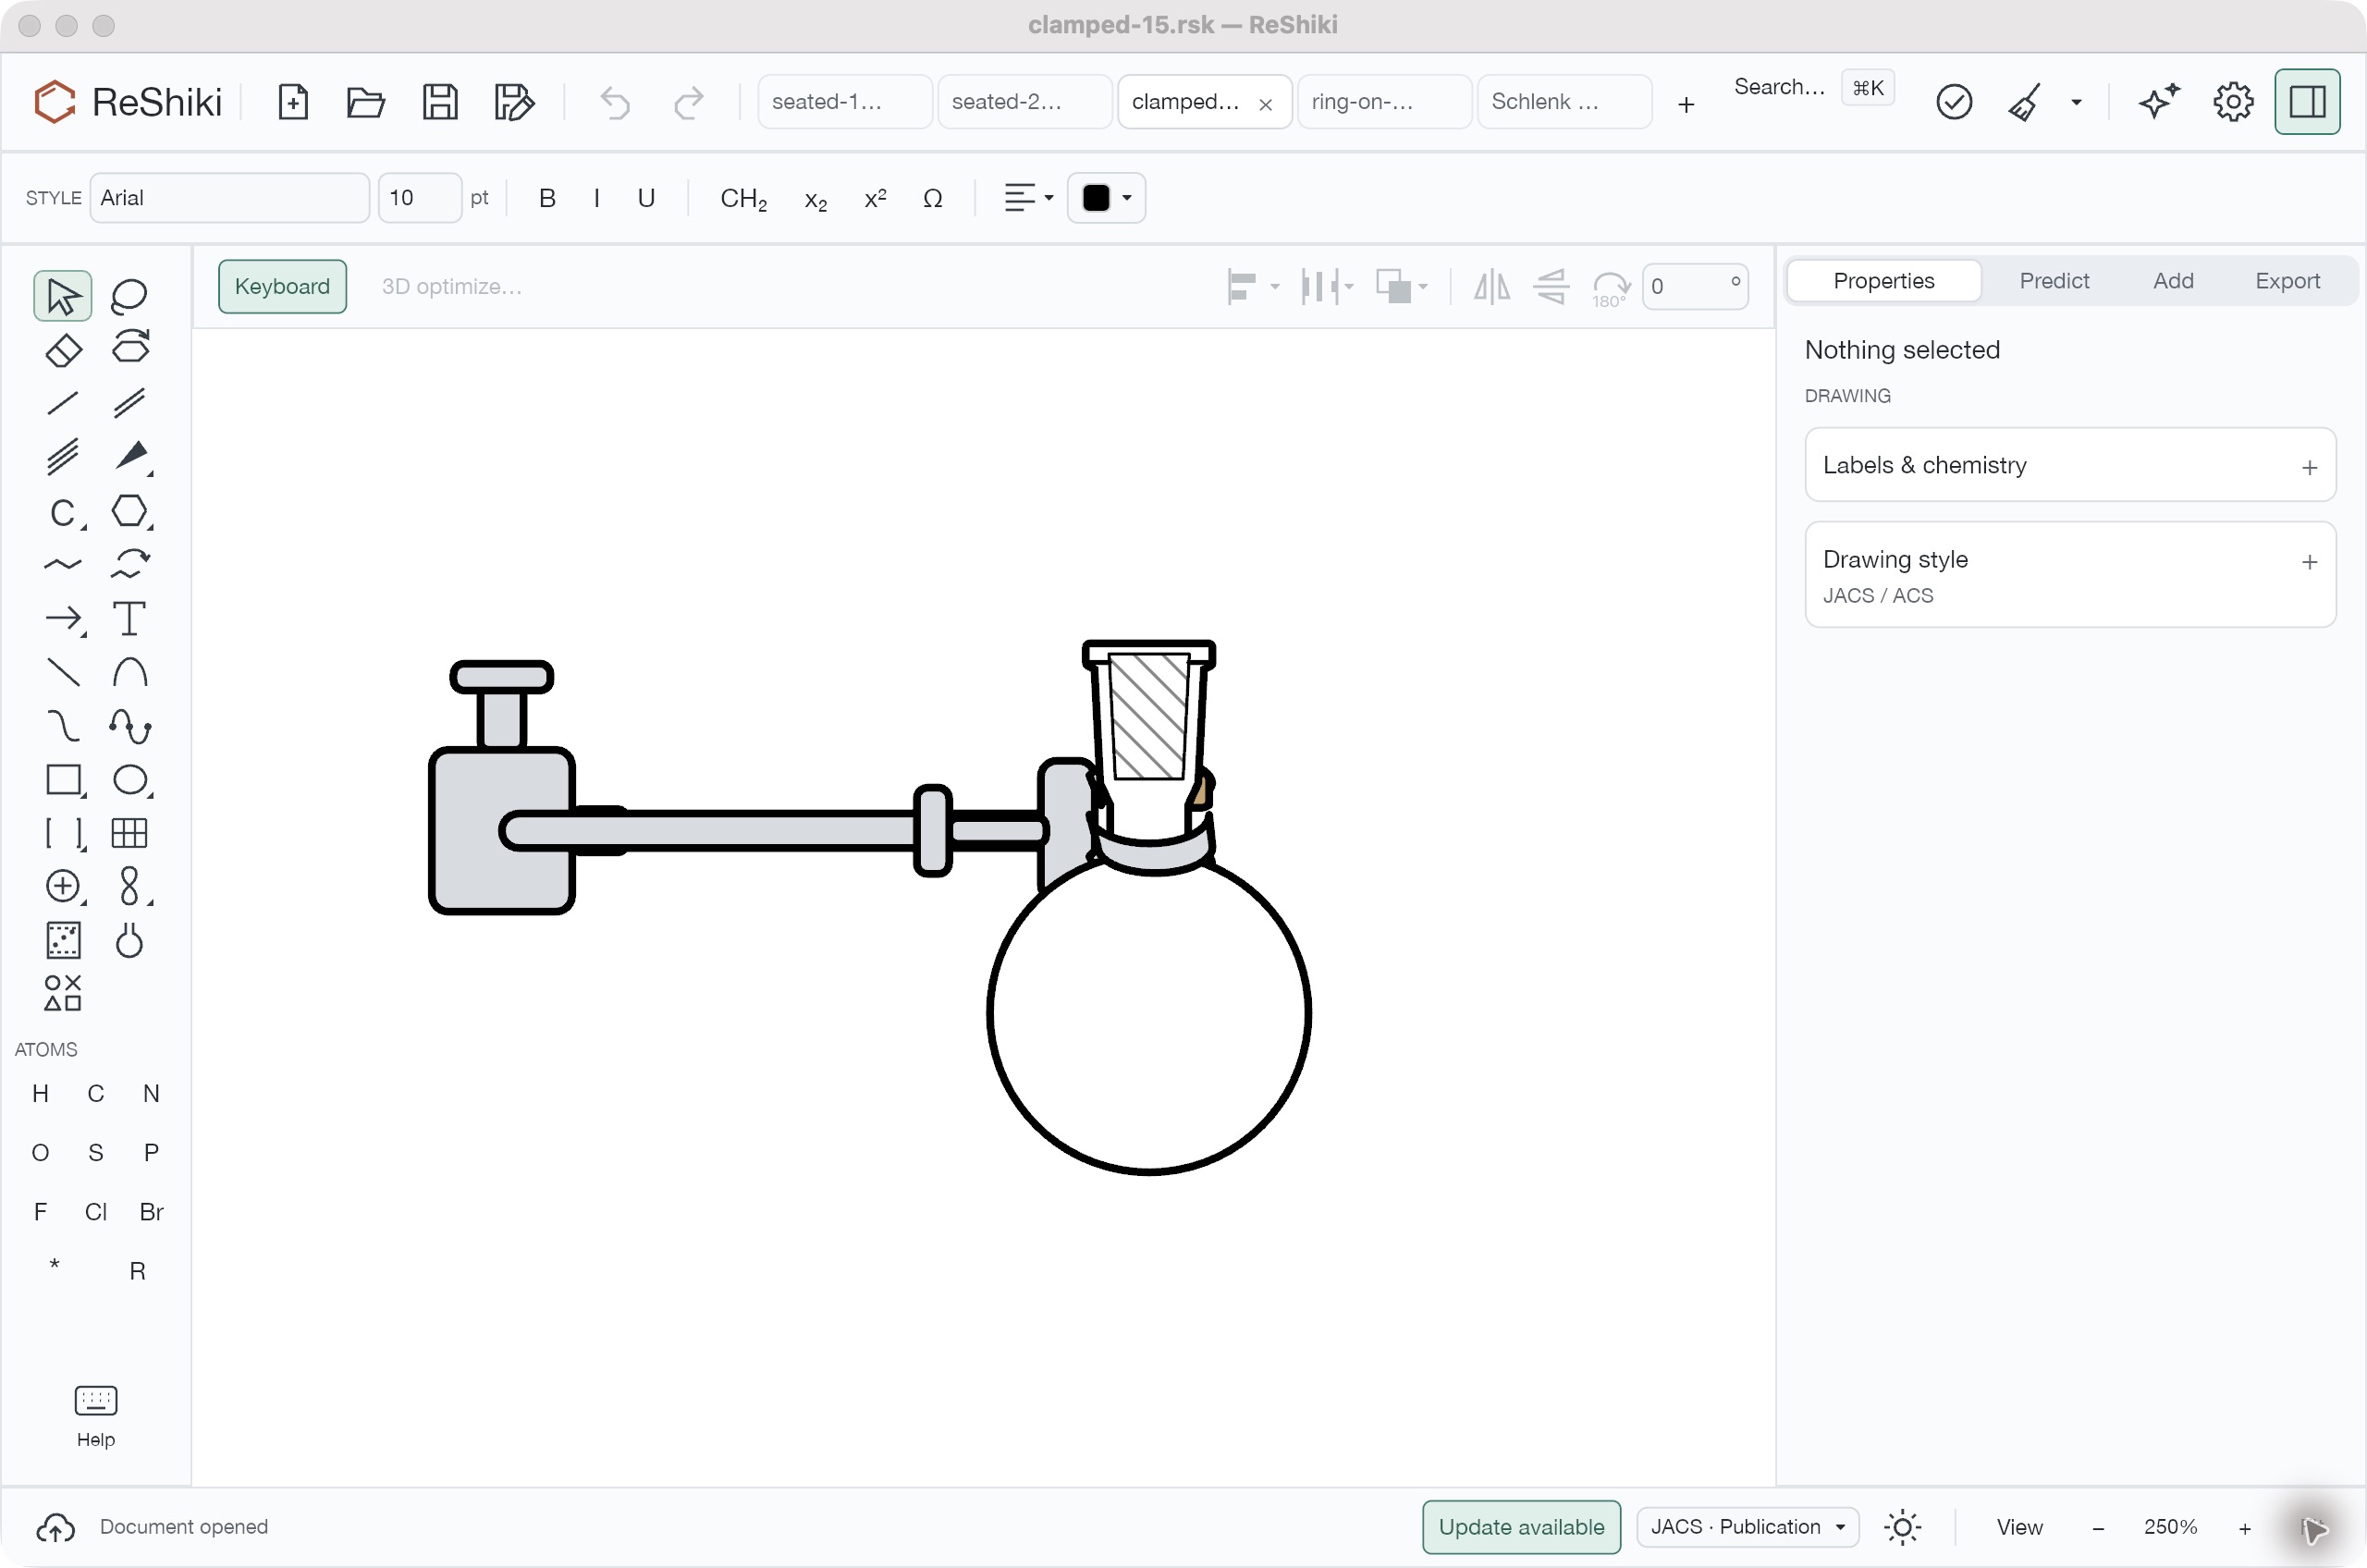 clamped-15.rsk — ReShiki
ReShiki
seated-1...
seated-2...
clamped...
ring-on-...
Schlenk ...
Search...
⌘K
STYLE
Arial
10
pt
B
I
U
CH₂
x₂
x²
Ω
Keyboard
3D optimize...
180°
0
°
Properties
Predict
Add
Export
Nothing selected
DRAWING
Labels & chemistry
+
Drawing style
+
JACS / ACS
C
T
ATOMS
H C N
O S P
F Cl Br
* R
Help
Document opened
Update available
JACS · Publication
View
–
250%
+